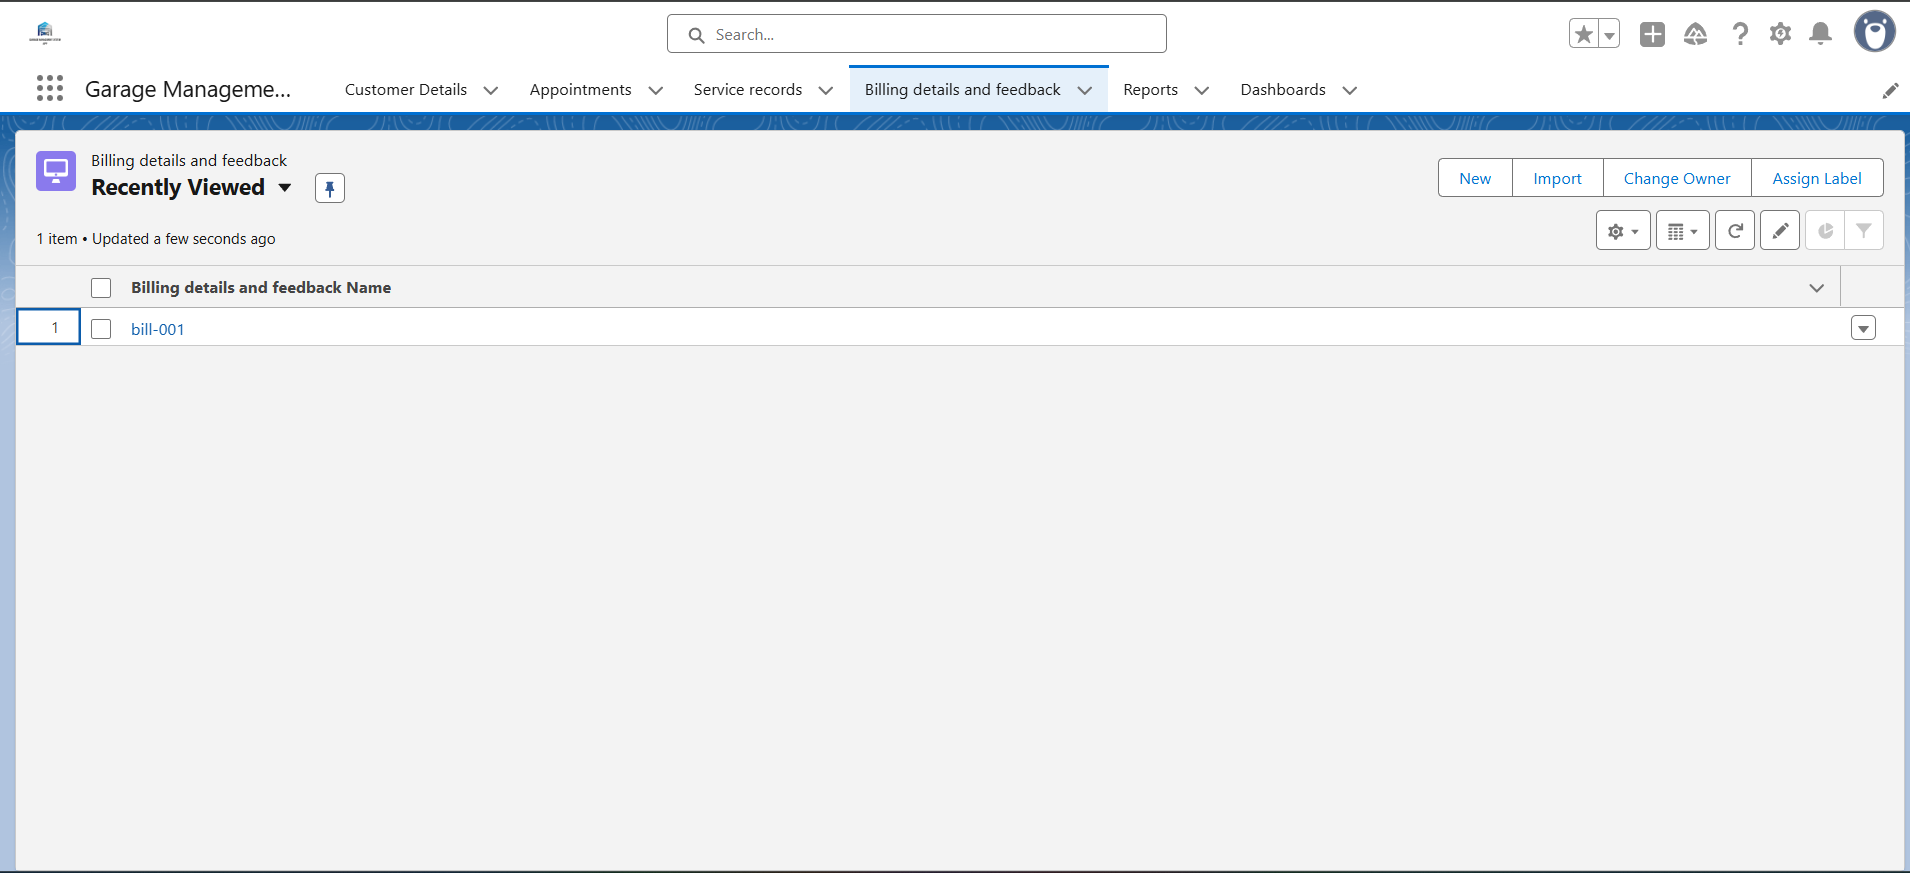 Search...
Garage Manageme...
Customer Details
Appointments
Service records
Billing details and feedback
Reports
Dashboards
Billing details and feedback
Recently Viewed
New
Import
Change Owner
Assign Label
1 item • Updated a few seconds ago
Billing details and feedback Name
1
bill-001